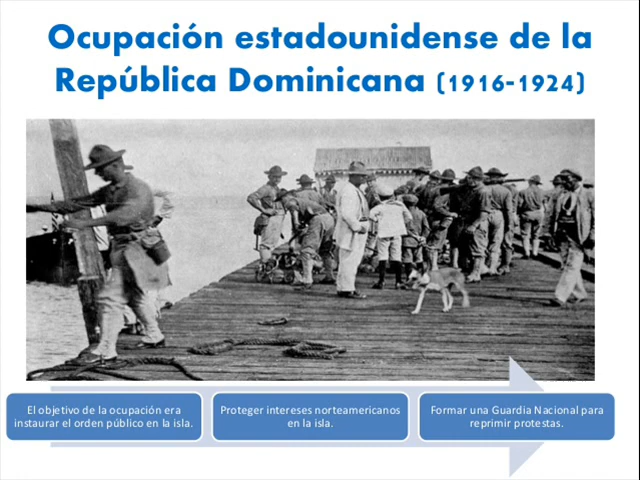 Ocupación estadounidense de la
República Dominicana (1916-1924)
El objetivo de la ocupación era
instaurar el orden público en la isla.
Proteger intereses norteamericanos
en la isla.
Formar una Guardia Nacional para
reprimir protestas.